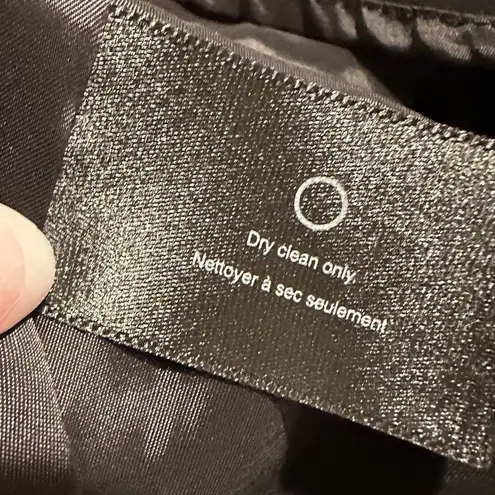 Dry clean only.
Nettoyer à sec seulement.